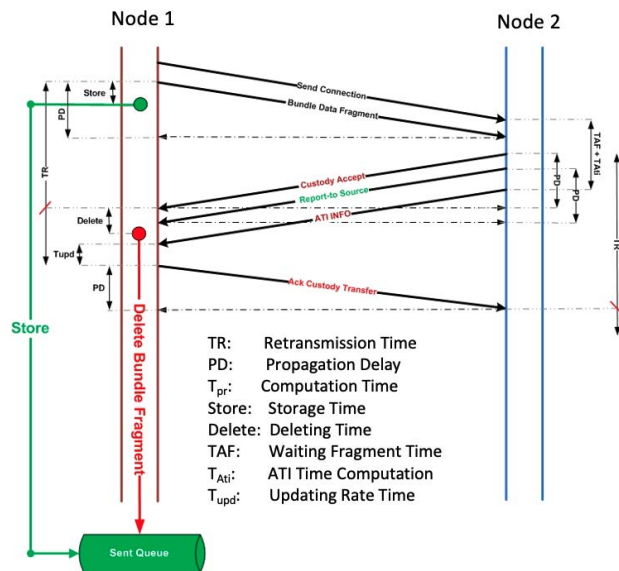 Node 1
Node 2
Send Connection
Store
Bundle Data Fragment
PD
TAF + TAti
TR
Custody Accept
PD
Report-to Source
PD
Delete
ATI INFO
TR
Tupd
PD
Ack Custody Transfer
Store
Delete Bundle Fragment
TR: Retransmission Time
PD: Propagation Delay
Tpr: Computation Time
Store: Storage Time
Delete: Deleting Time
TAF: Waiting Fragment Time
TAti: ATI Time Computation
Tupd: Updating Rate Time
Sent Queue